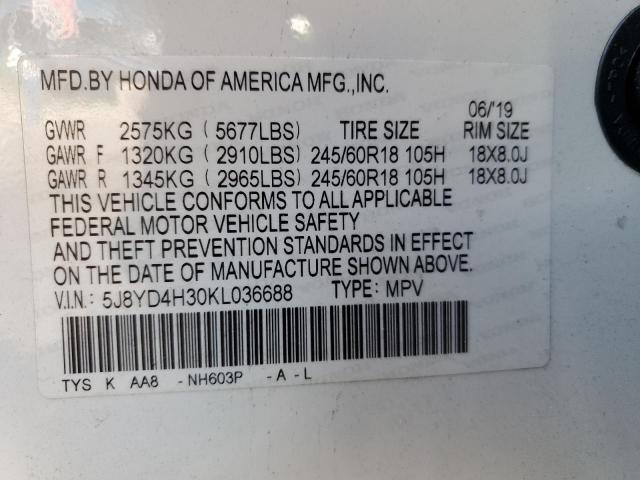 MFD.BY HONDA OF AMERICA MFG.,INC.
06/'19
GVWR 2575KG ( 5677LBS) TIRE SIZE RIM SIZE
GAWR F 1320KG ( 2910LBS) 245/60R18 105H 18X8.0J
GAWR R 1345KG ( 2965LBS) 245/60R18 105H 18X8.0J
THIS VEHICLE CONFORMS TO ALL APPLICABLE
FEDERAL MOTOR VEHICLE SAFETY
AND THEFT PREVENTION STANDARDS IN EFFECT
ON THE DATE OF MANUFACTURE SHOWN ABOVE.
V.I.N.: 5J8YD4H30KL036688 TYPE: MPV
TYS K AA8 -NH603P -A -L